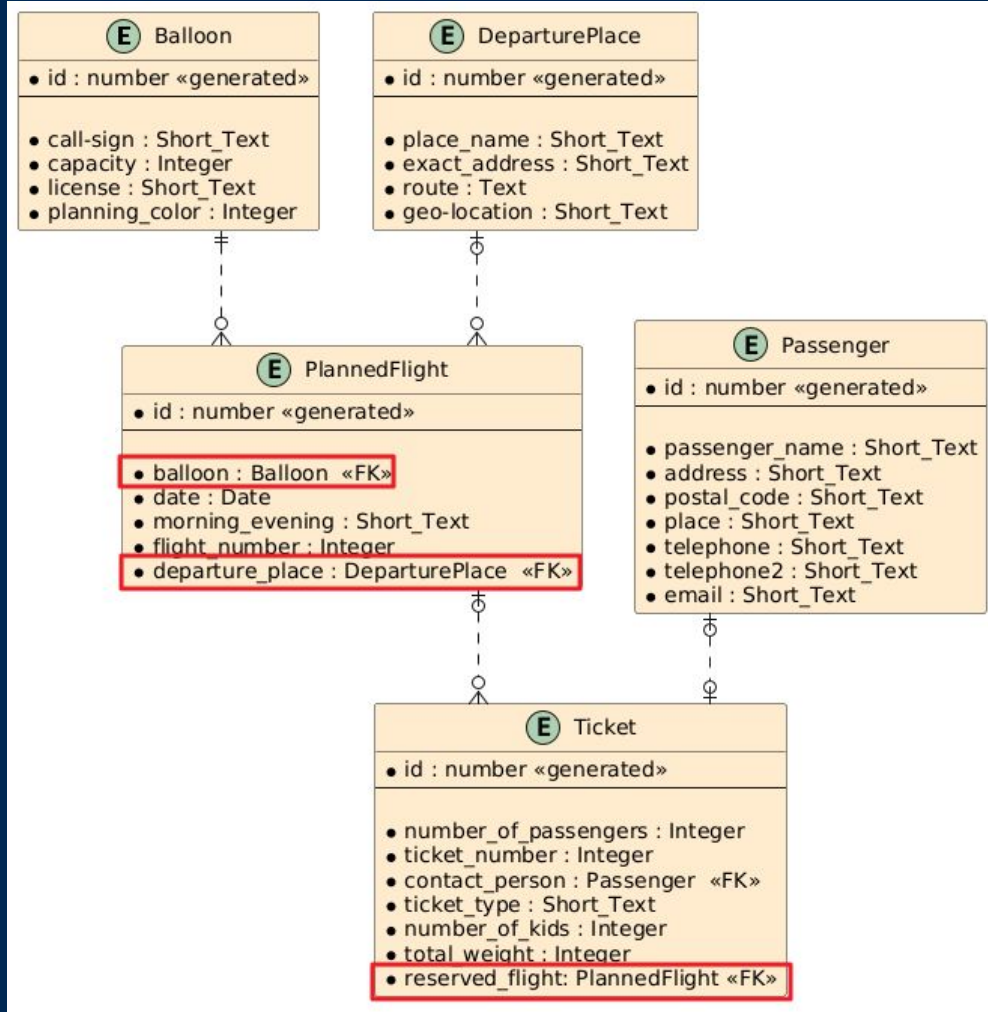 E Balloon
• id : number «generated»
• call-sign : Short_Text
• capacity : Integer
• license : Short_Text
• planning_color : Integer
E DeparturePlace
• id : number «generated»
• place_name : Short_Text
• exact_address : Short_Text
• route : Text
• geo-location : Short_Text
E PlannedFlight
• id : number «generated»
• balloon : Balloon «FK»
• date : Date
• morning_evening : Short_Text
• flight_number : Integer
• departure_place : DeparturePlace «FK»
E Passenger
• id : number «generated»
• passenger_name : Short_Text
• address : Short_Text
• postal_code : Short_Text
• place : Short_Text
• telephone : Short_Text
• telephone2 : Short_Text
• email : Short_Text
E Ticket
• id : number «generated»
• number_of_passengers : Integer
• ticket_number : Integer
• contact_person : Passenger «FK»
• ticket_type : Short_Text
• number_of_kids : Integer
• total_weight : Integer
• reserved_flight: PlannedFlight «FK»